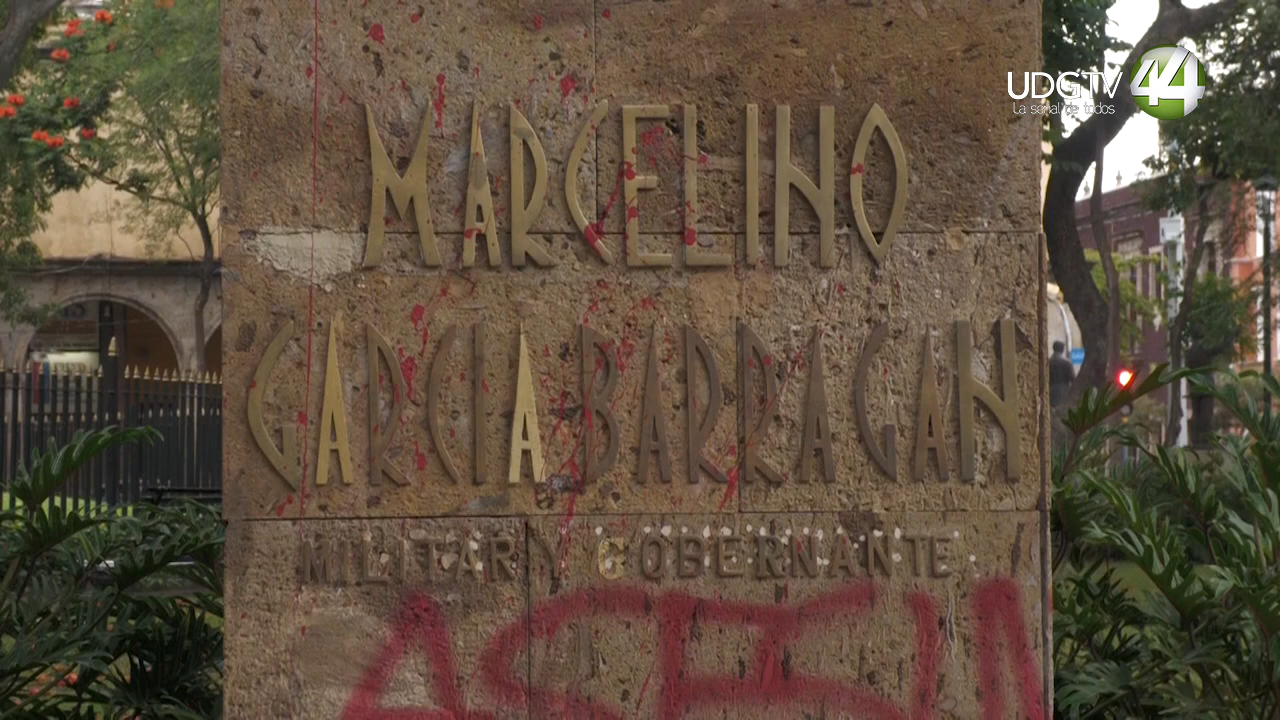 UDGTV 44
La señal de todos
MARCELINO
GARCIA BARRAGAN
MILITAR Y GOBERNANTE